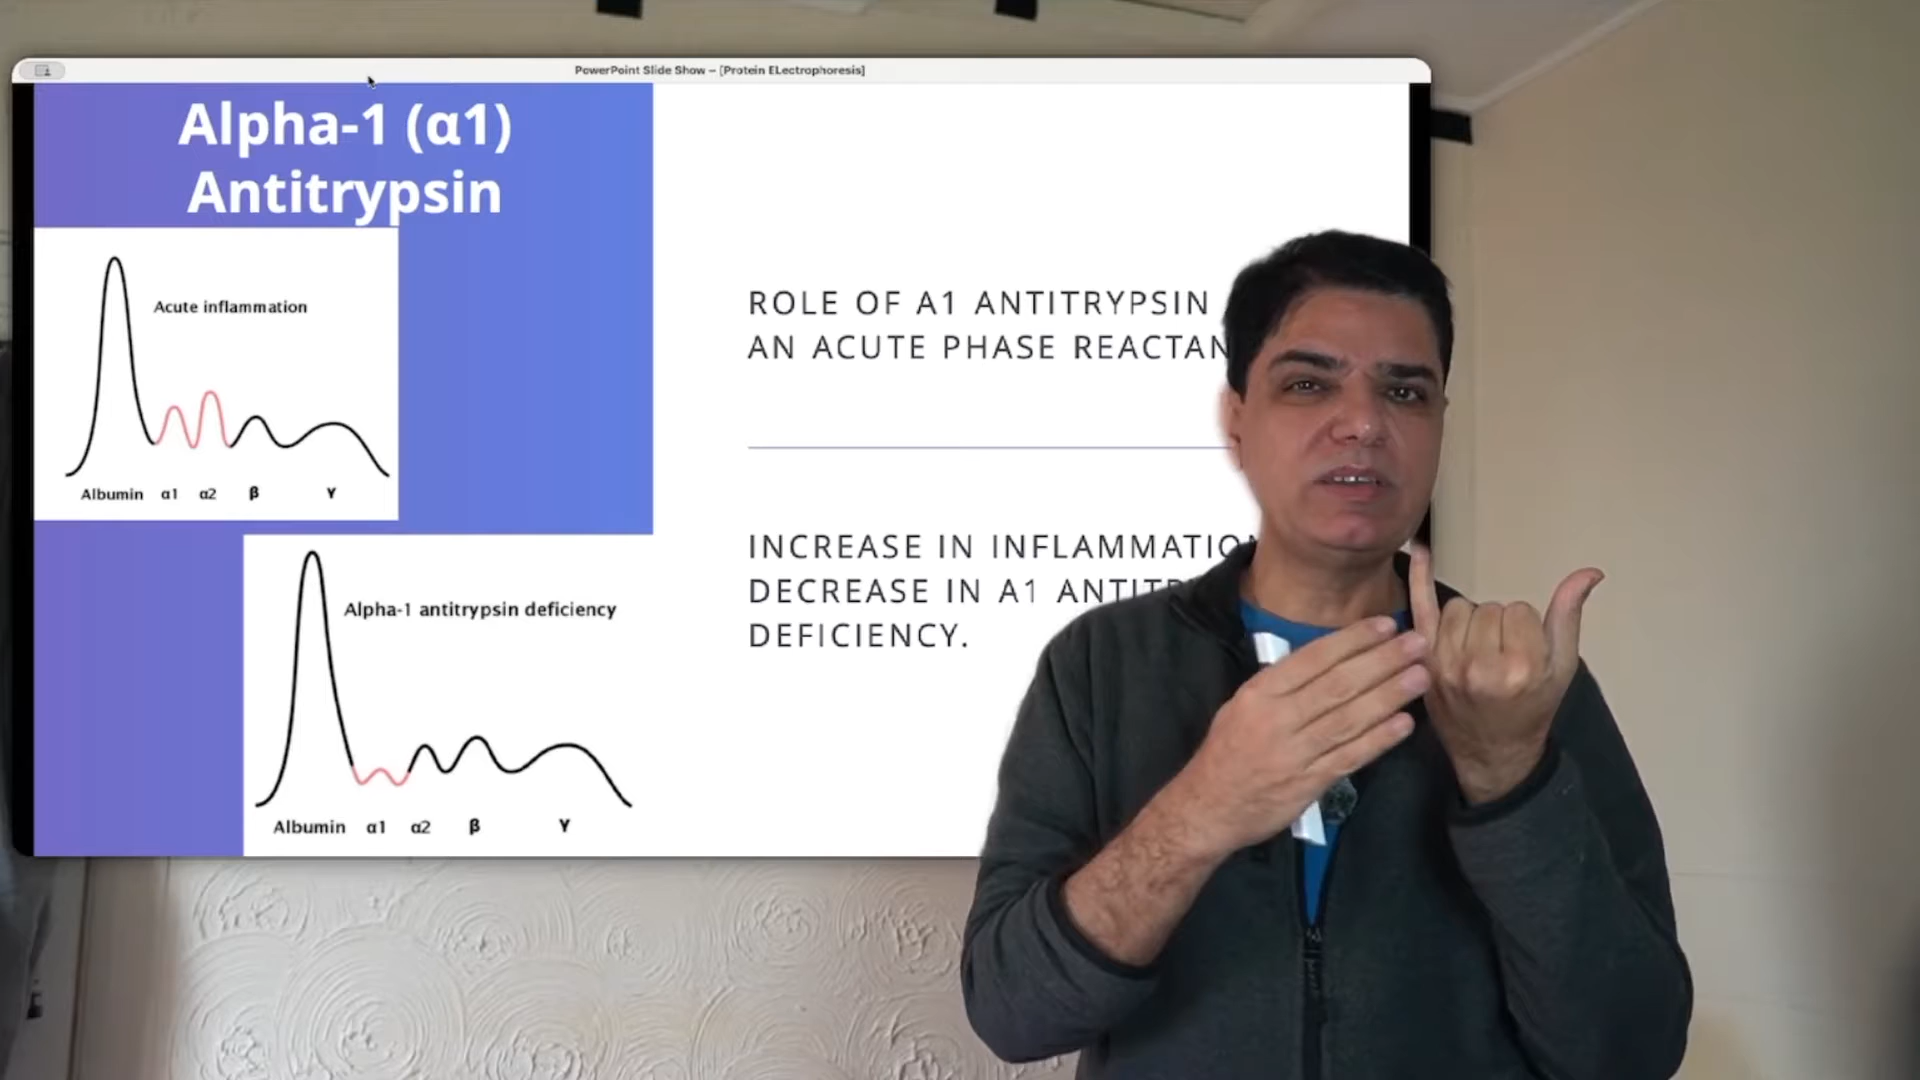 PowerPoint Slide Show – [Protein ELectrophoresis]
Alpha-1 (α1)
Antitrypsin
Acute inflammation
Albumin α1 α2 β γ
Alpha-1 antitrypsin deficiency
Albumin α1 α2 β γ
ROLE OF A1 ANTITRYPSIN
AN ACUTE PHASE
INCREASE IN
DECREASE IN A1
DEFICIENCY.